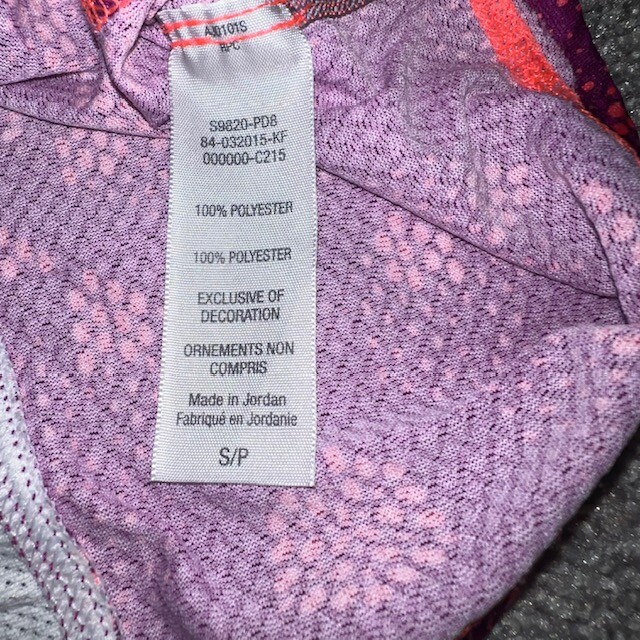 S9820-PD8
84-032015-KF
000000-C215
100% POLYESTER
100% POLYESTER
EXCLUSIVE OF
DECORATION
ORNEMENTS NON
COMPRIS
Made in Jordan
Fabriqué en Jordanie
S/P